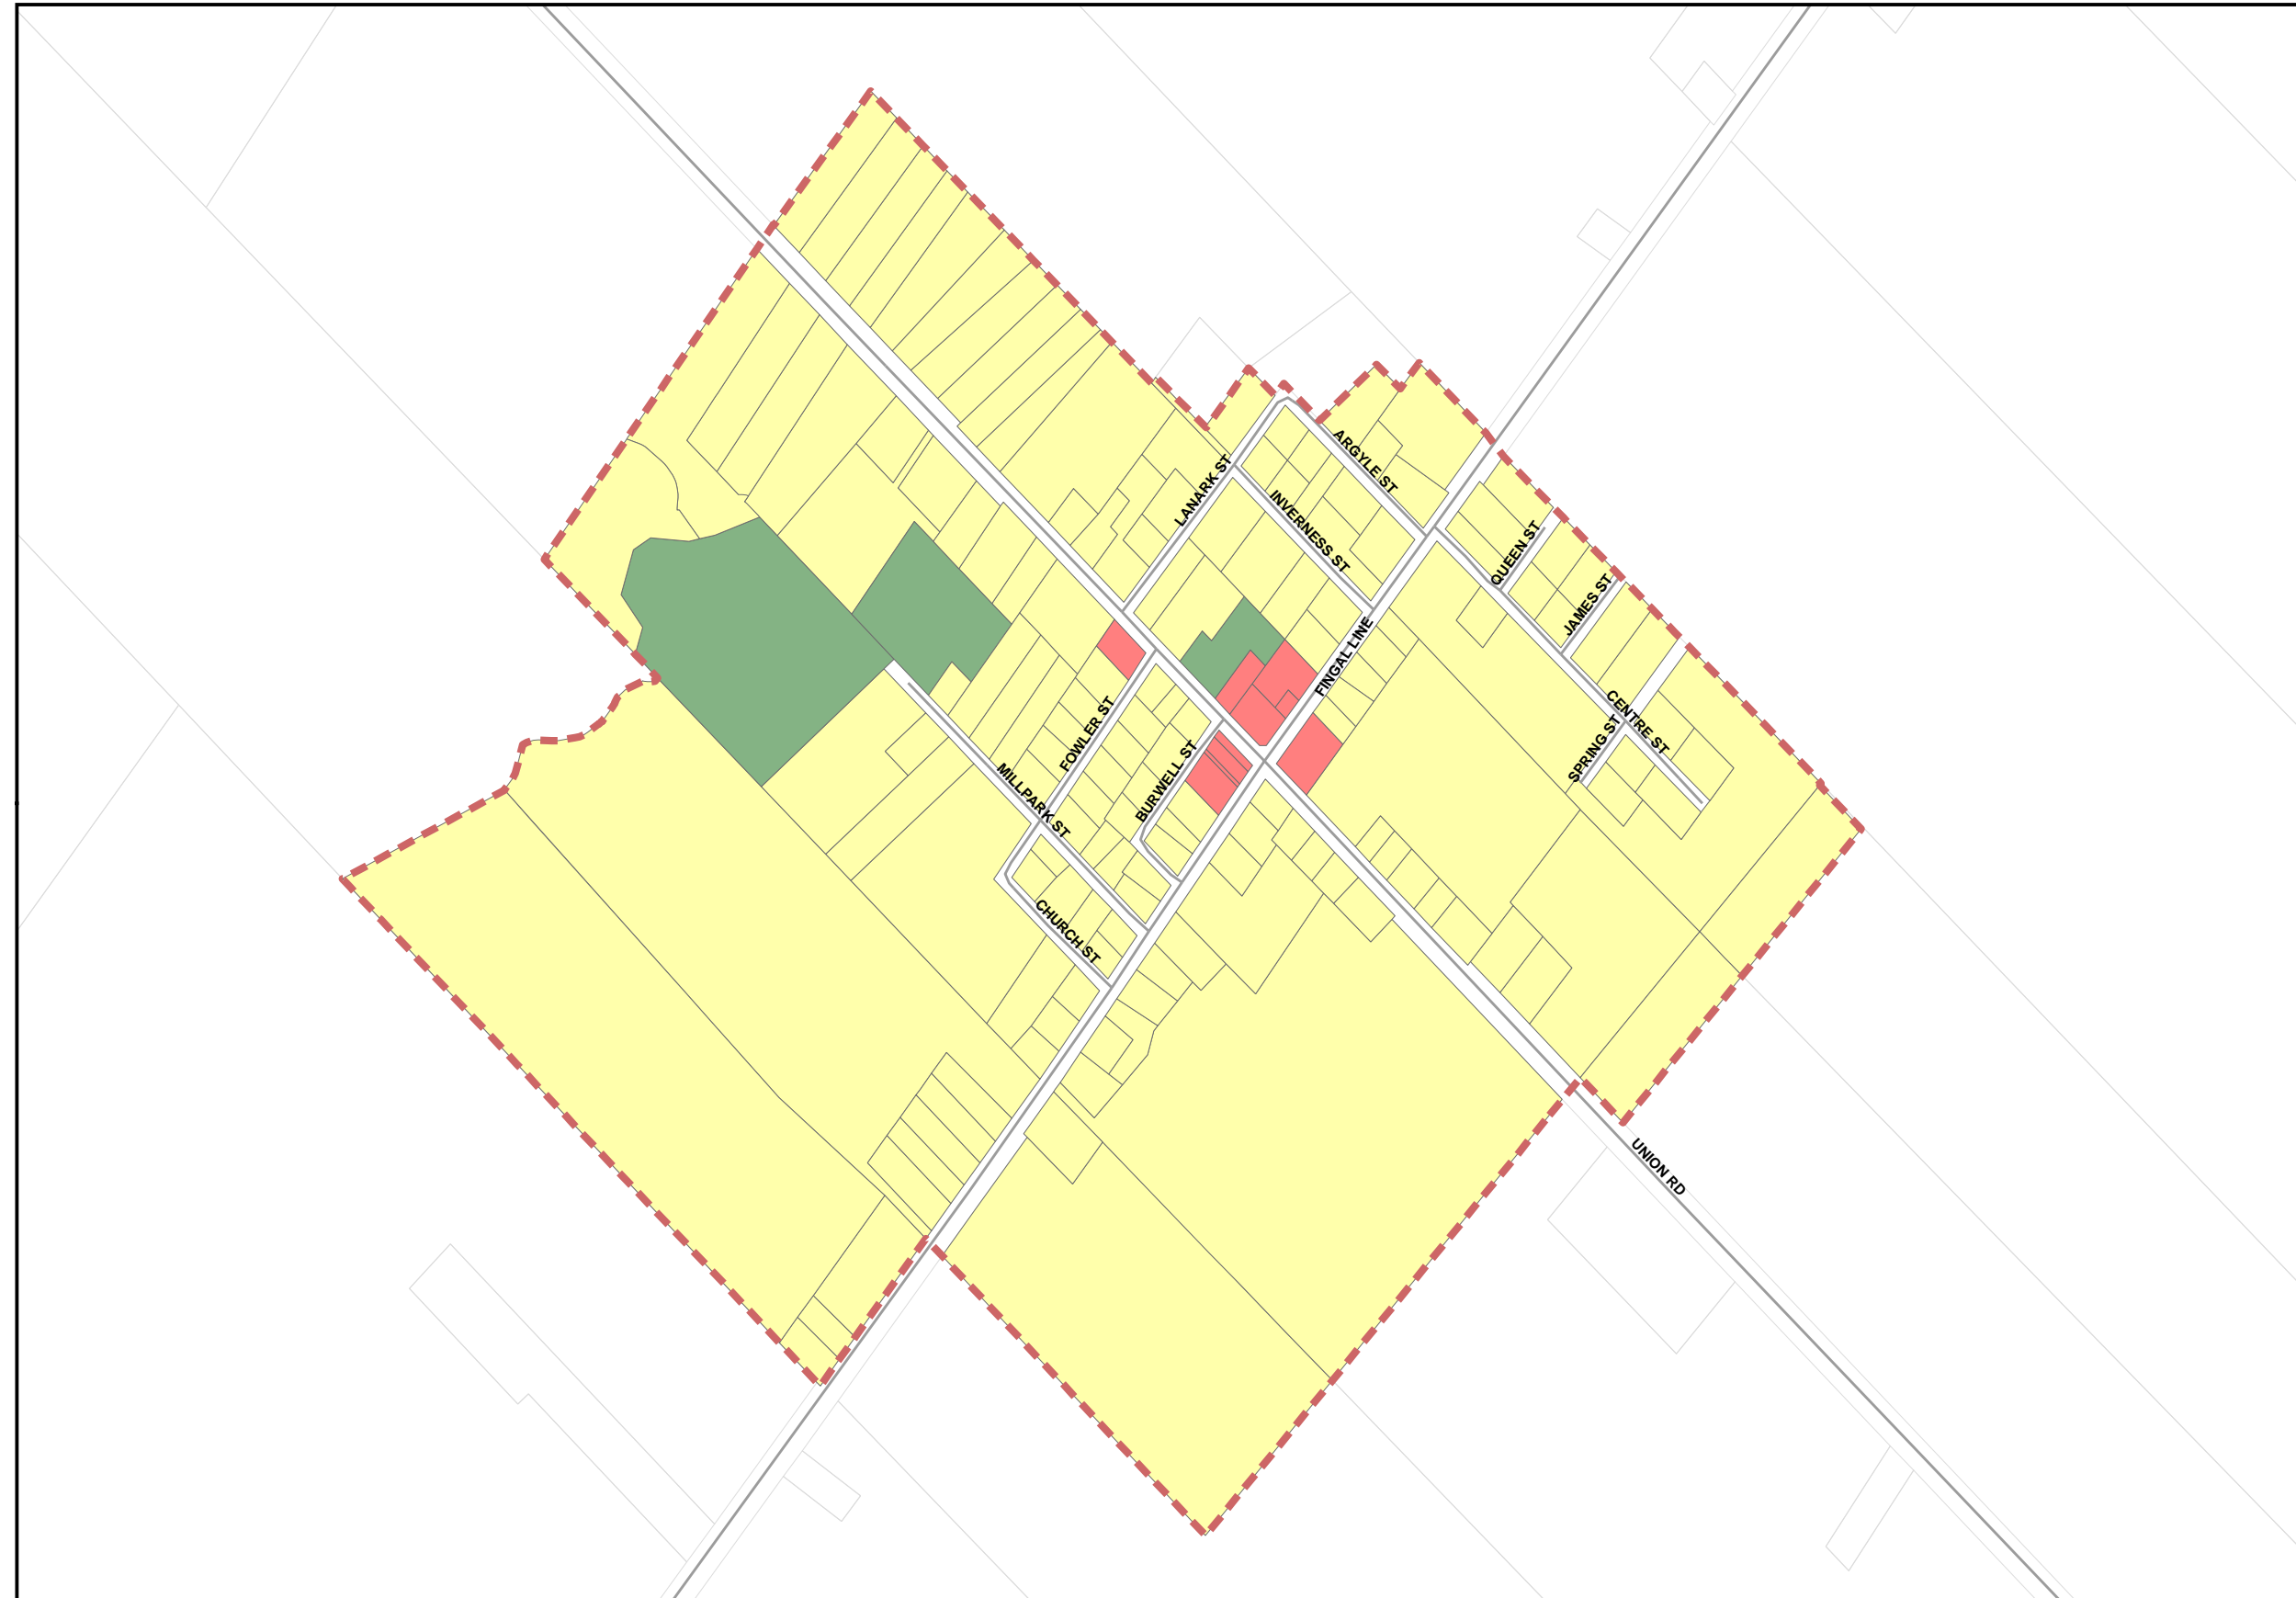 ARGYLE ST
LANARK ST
INVERNESS ST
QUEEN ST
JAMES ST
FINGAL LINE
CENTRE ST
SPRING ST
FOWLER ST
BURWELL ST
MILLPARK ST
CHURCH ST
UNION RD